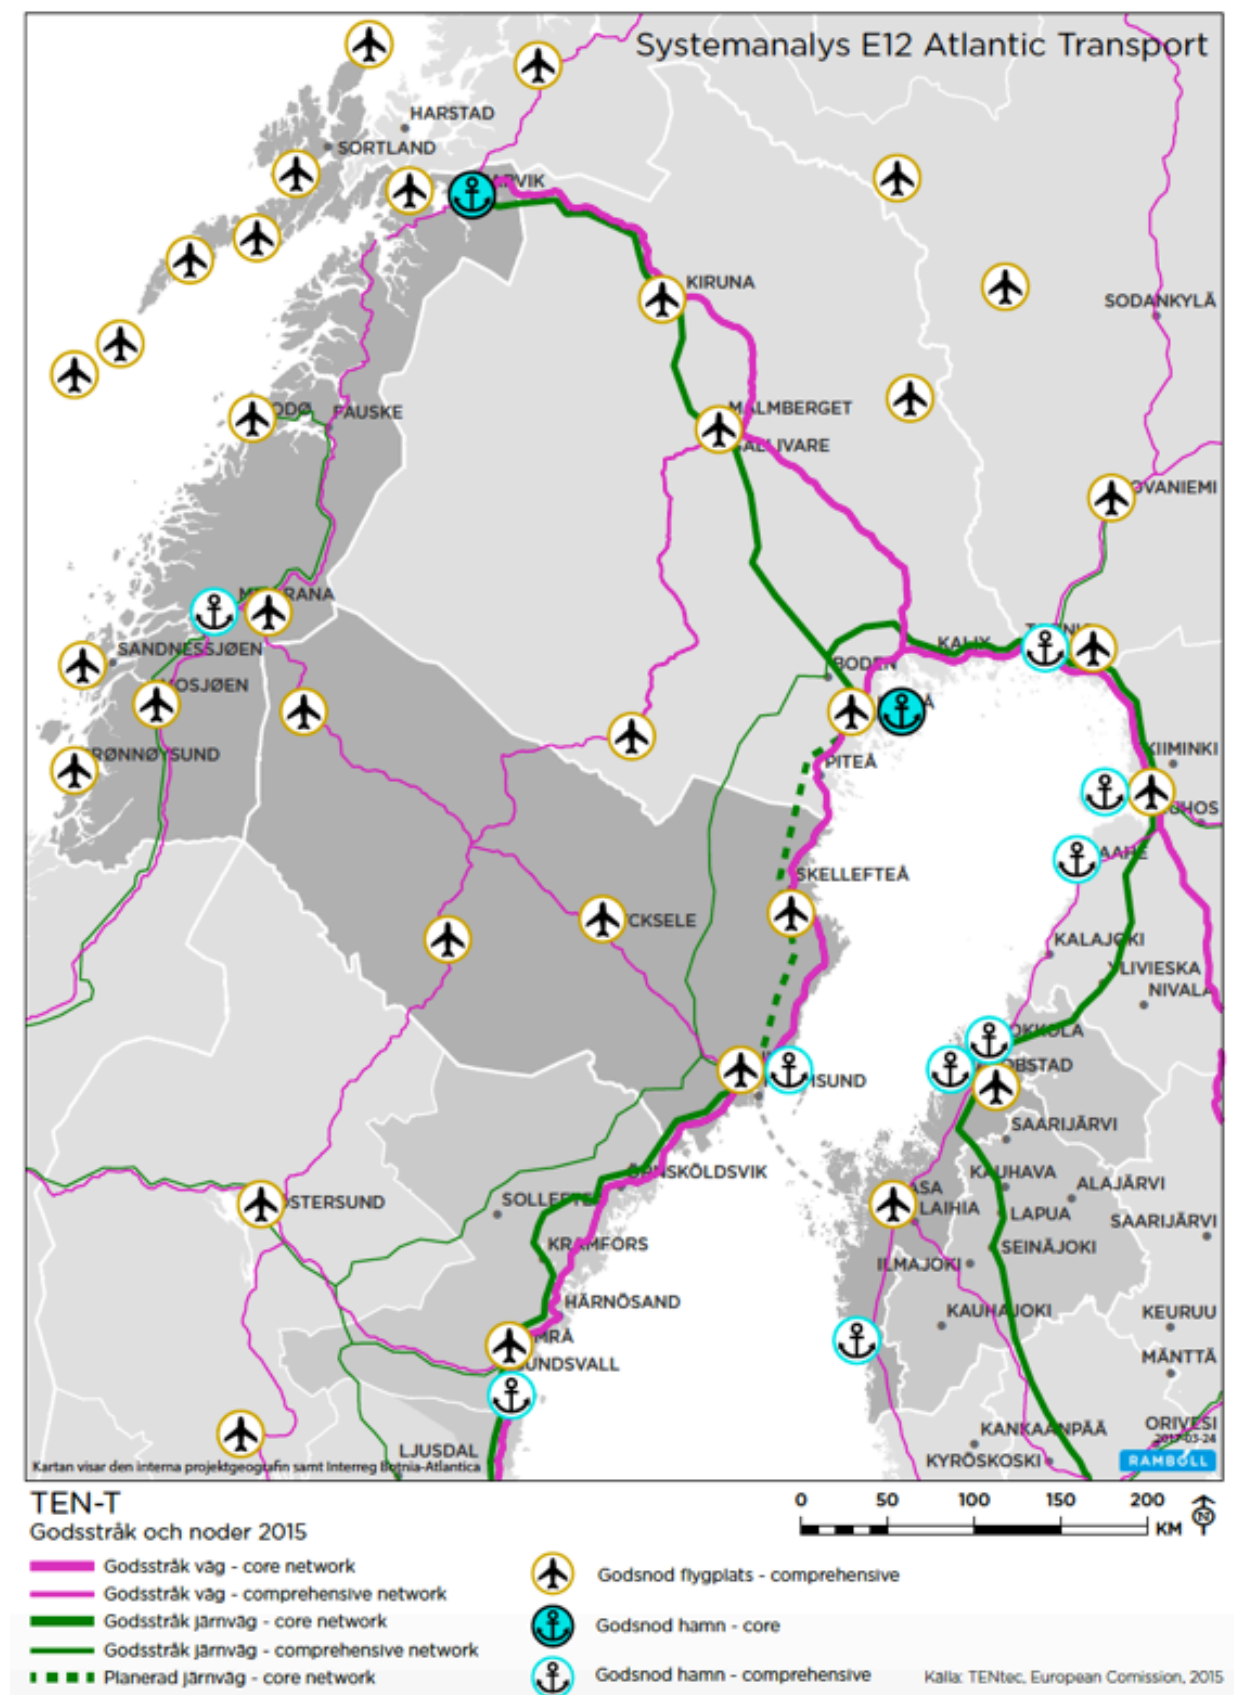 Systemanalys E12 Atlantic Transport
HARSTAD
SORTLAND
KIRUNA
SODANKYLÄ
MALMBERGET
FAUSKE
SANDNESSJØEN
KALIX
BODEN
KIIMINKI
PITEÅ
SKELLEFTEÅ
KALAJOKI
YLIVIESKA
NIVALA
SAARIJÄRVI
ÖRNSKÖLDSVIK
KAUHAVA
ALAJÄRVI
LAIHIA
LAPUA
SAARIJÄRVI
SEINÄJOKI
ILMAJOKI
KRAMFORS
HÄRNÖSAND
KAUHAJOKI
KEURUU
MÄNTTÄ
KANKAANPÄÄ
ORIVESI
2017-03-24
LJUSDAL
KYRÖSKOSKI
RAMBOLL
Kartan visar den interna projektgeografin samt Interreg Botnia-Atlantica
TEN-T
Godsstråk och noder 2015
0 50 100 150 200
KM
N
Godsstråk väg - core network
Godsstråk väg - comprehensive network
Godsstråk järnväg - core network
Godsstråk järnväg - comprehensive network
Planerad järnväg - core network
Godsnod flygplats - comprehensive
Godsnod hamn - core
Godsnod hamn - comprehensive
Källa: TENtec, European Comission, 2015